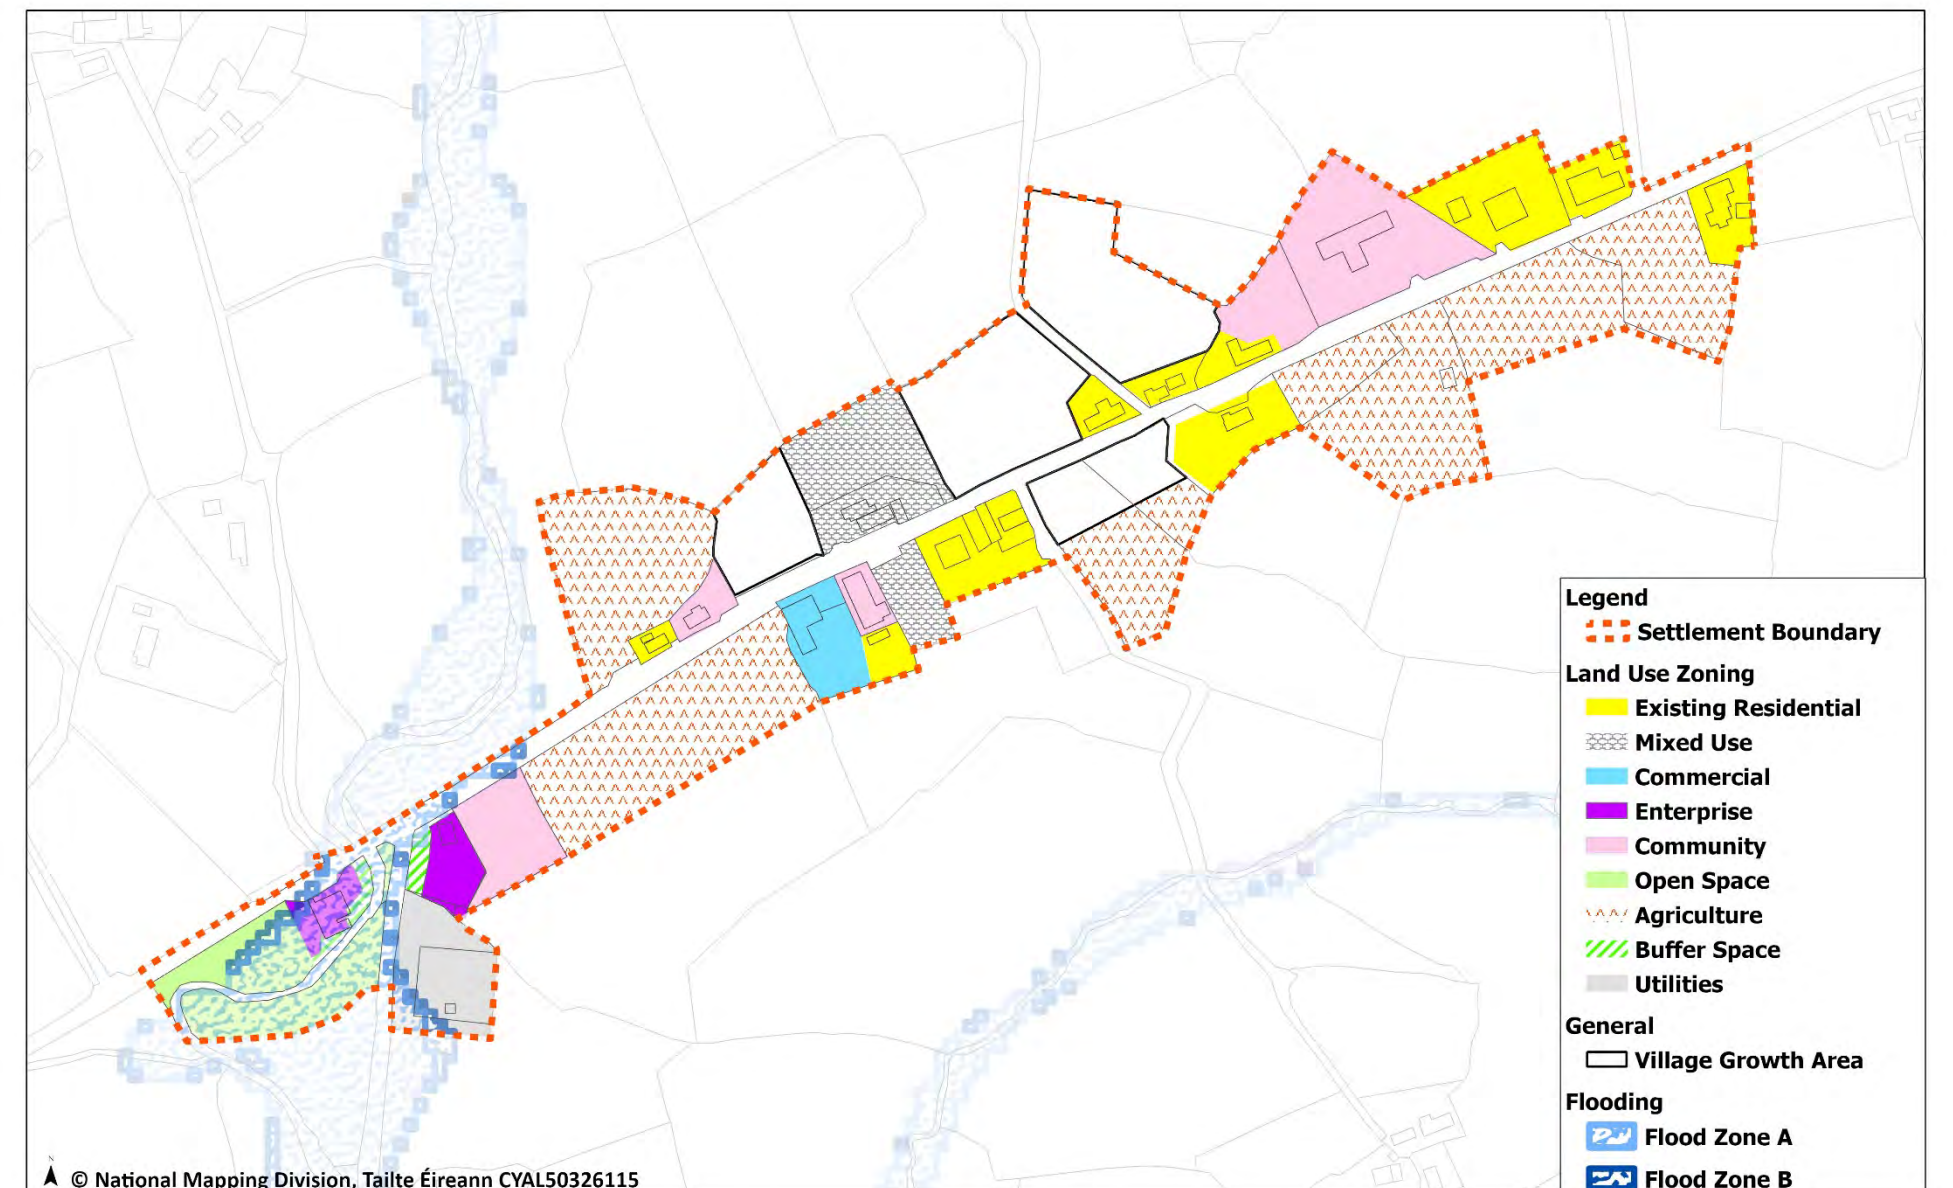 Legend
Settlement Boundary
Land Use Zoning
Existing Residential
Mixed Use
Commercial
Enterprise
Community
Open Space
Agriculture
Buffer Space
Utilities
General
Village Growth Area
Flooding
Flood Zone A
Flood Zone B
N
© National Mapping Division, Tailte Éireann CYAL50326115